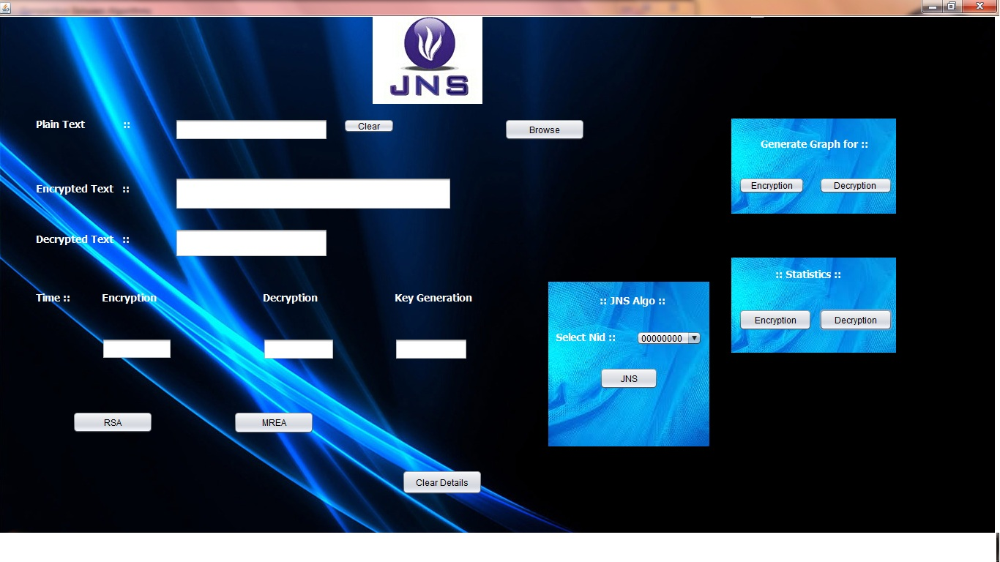 JNS
Plain Text ::
Clear
Browse
Generate Graph for ::
Encryption Decryption
Encrypted Text ::
Decrypted Text ::
:: Statistics ::
Encryption Decryption
Time :: Encryption Decryption Key Generation
:: JNS Algo ::
Select Nid :: 00000000
JNS
RSA
MREA
Clear Details